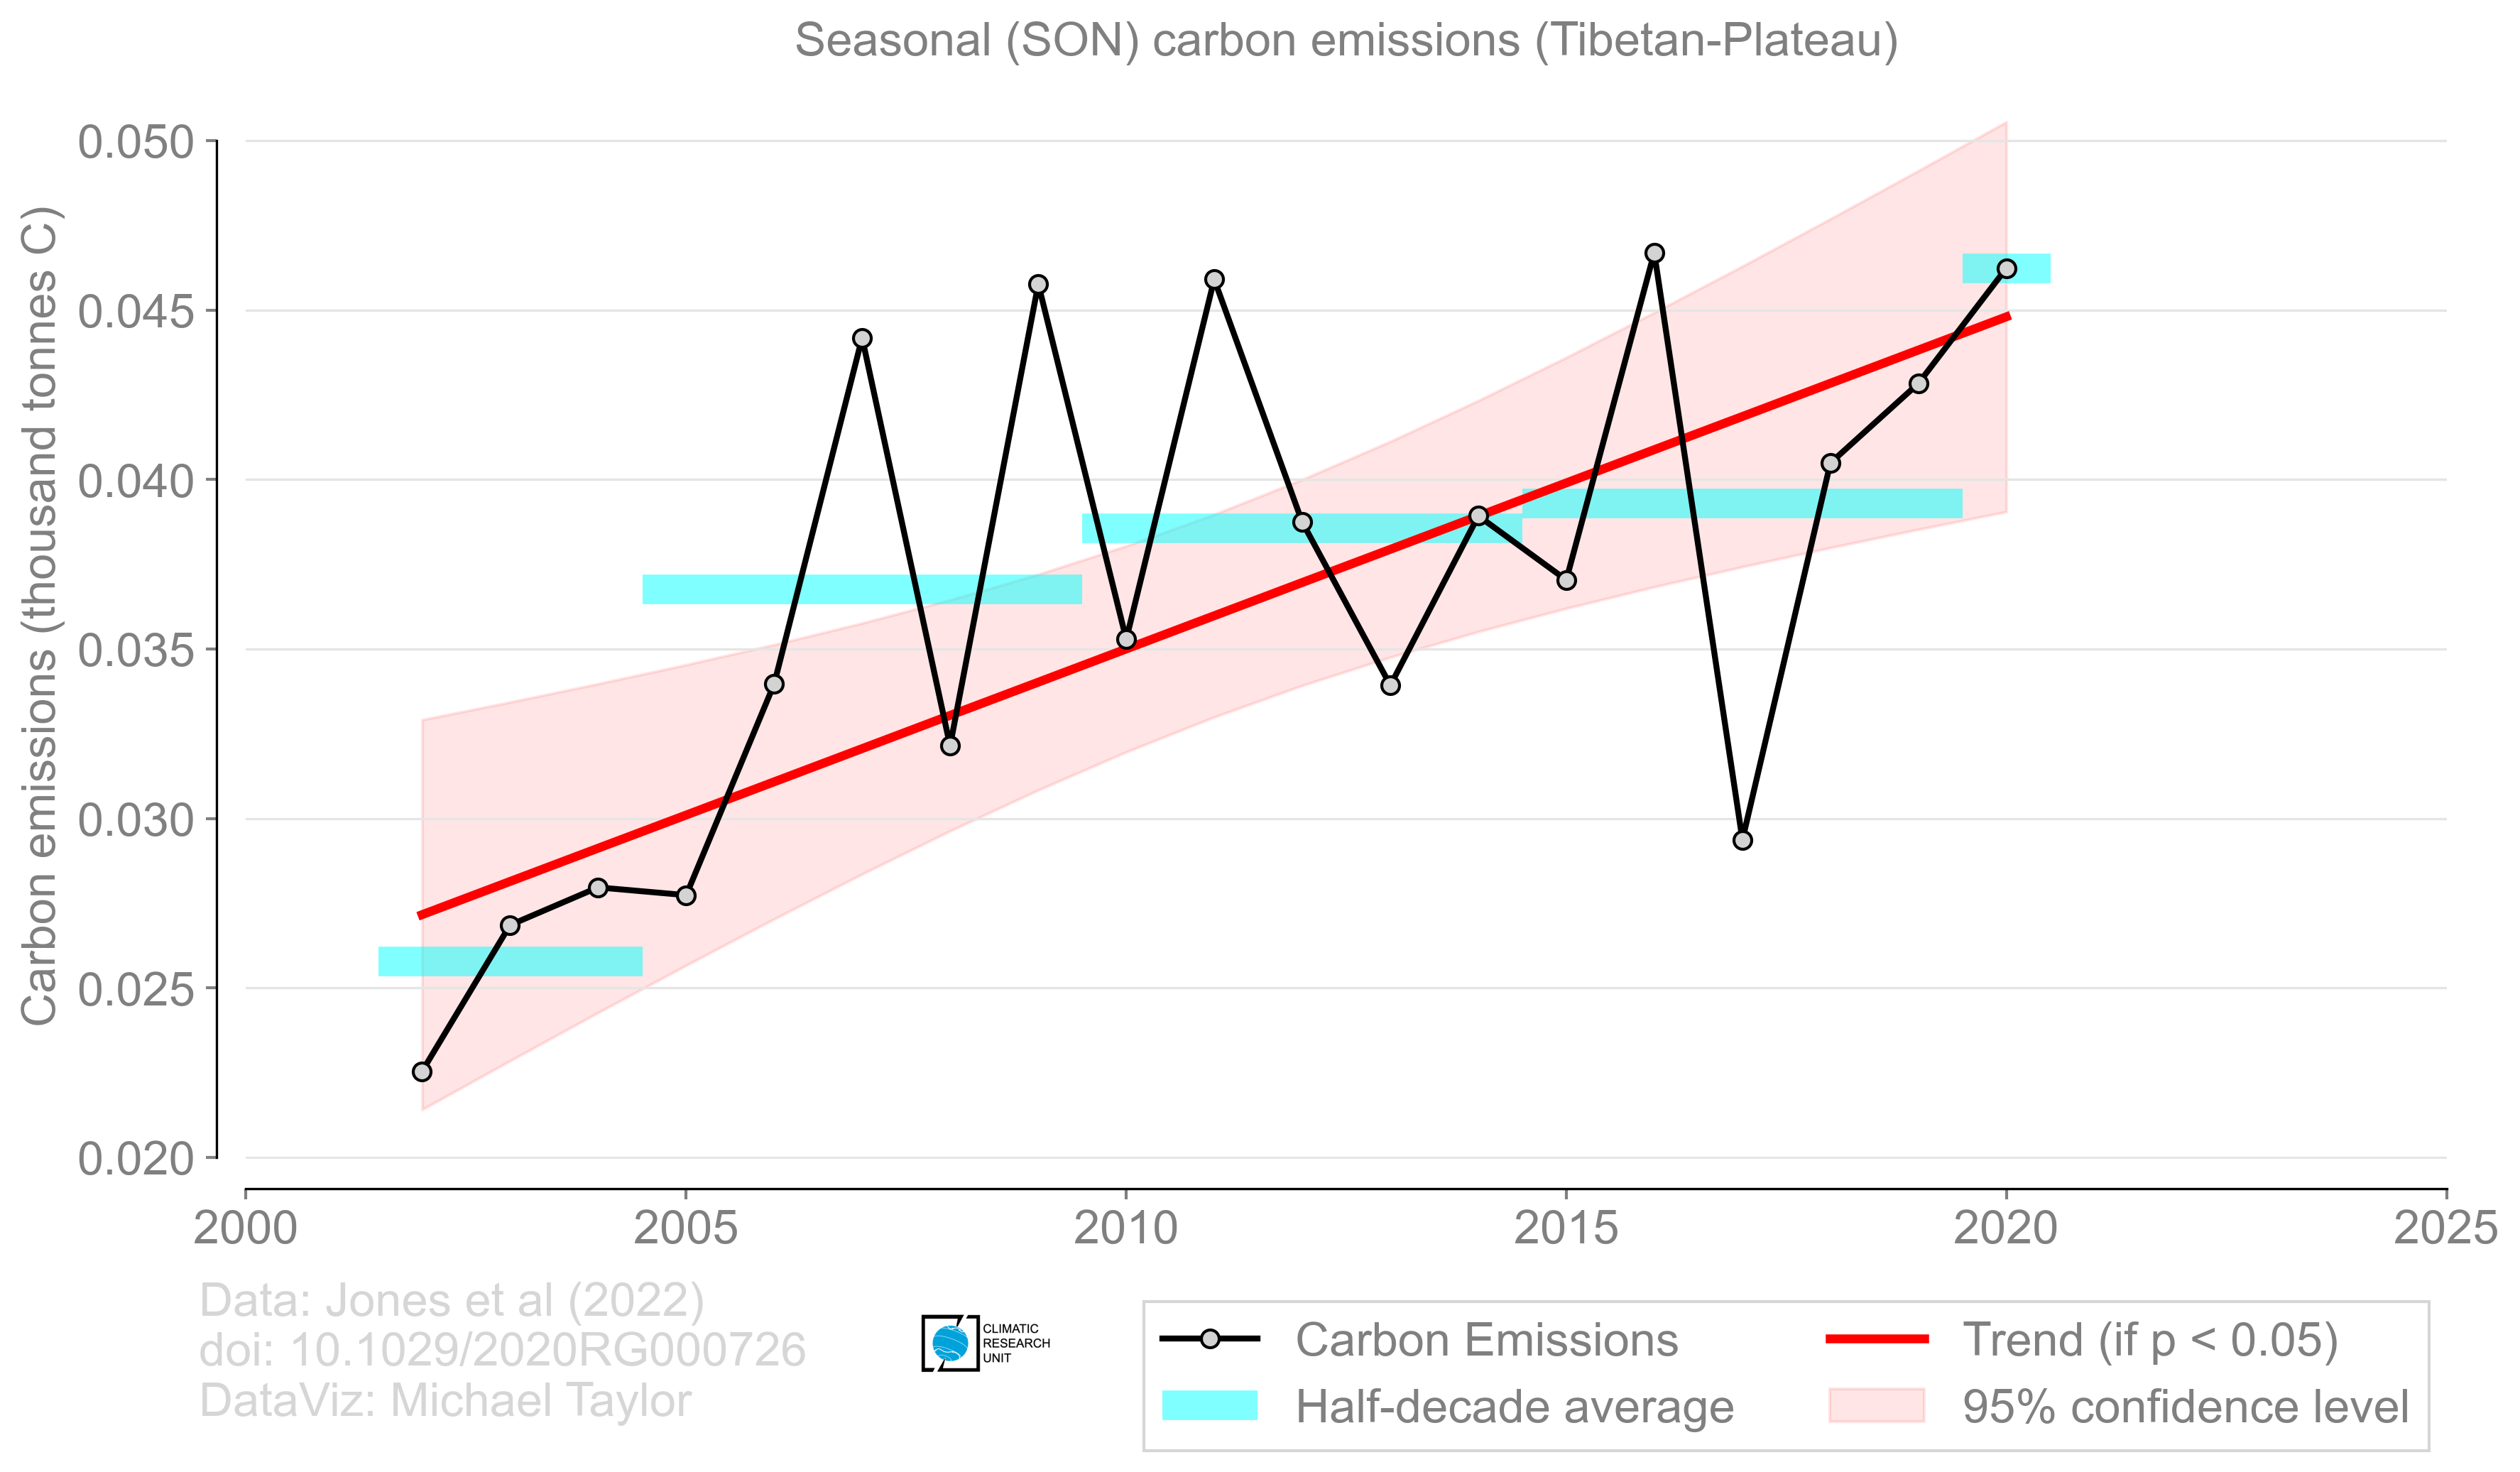 Seasonal (SON) carbon emissions (Tibetan-Plateau)
Carbon emissions (thousand tonnes C)
0.050
0.045
0.040
0.035
0.030
0.025
0.020
2000 2005 2010 2015 2020 2025
Data: Jones et al (2022)
doi: 10.1029/2020RG000726
DataViz: Michael Taylor
CLIMATIC
RESEARCH
UNIT
Carbon Emissions
Half-decade average
Trend (if p < 0.05)
95% confidence level